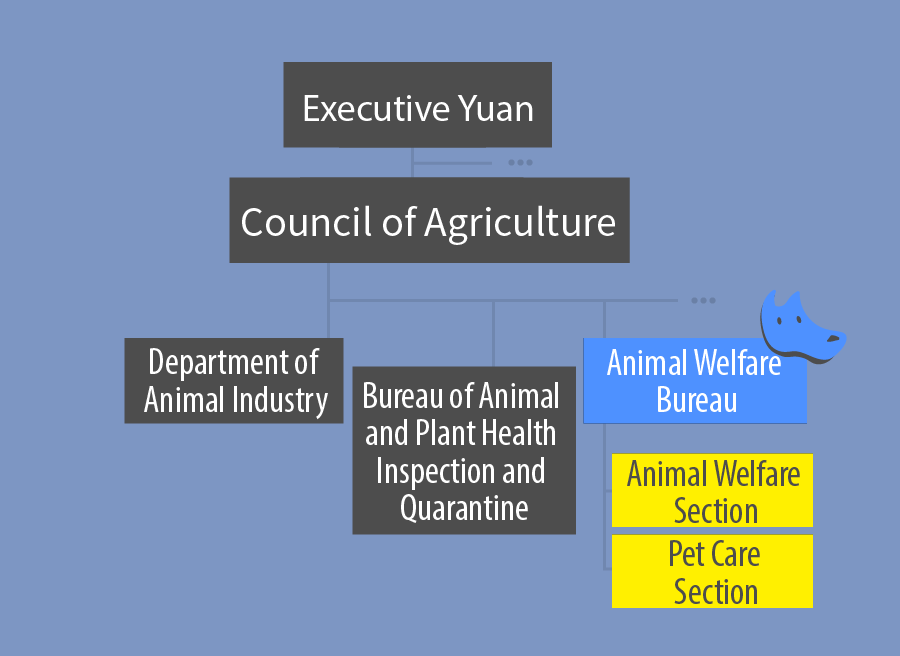 Executive Yuan
Council of Agriculture
Department of
Animal Industry
Bureau of Animal
and Plant Health
Inspection and
Quarantine
Animal Welfare
Bureau
Animal Welfare
Section
Pet Care
Section